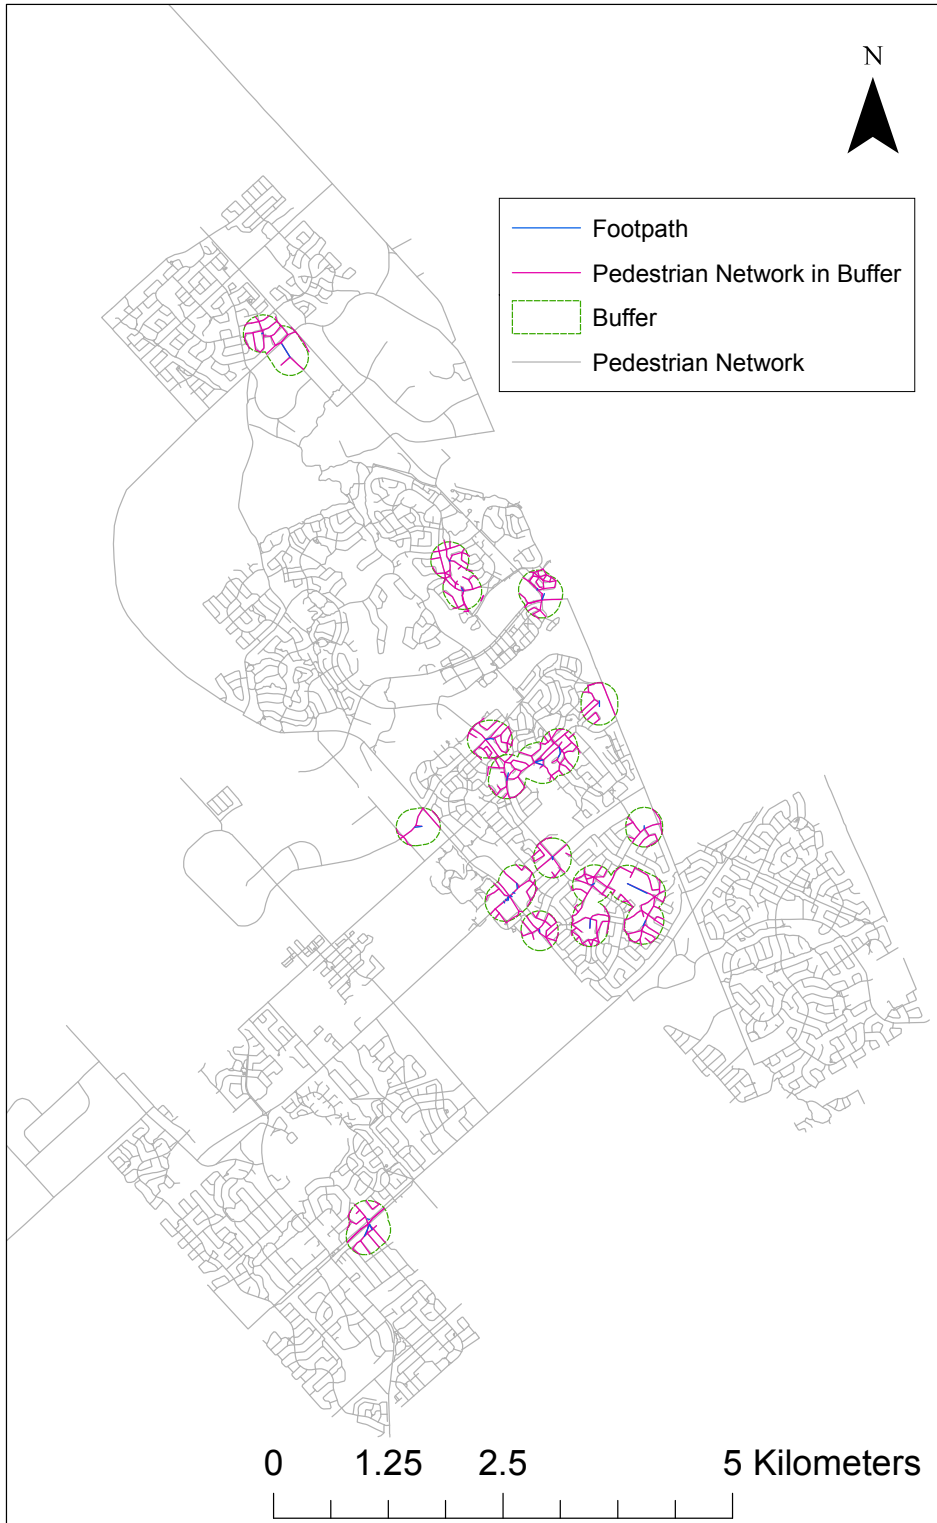 N
Footpath
Pedestrian Network in Buffer
Buffer
Pedestrian Network
0 1.25 2.5 5 Kilometers